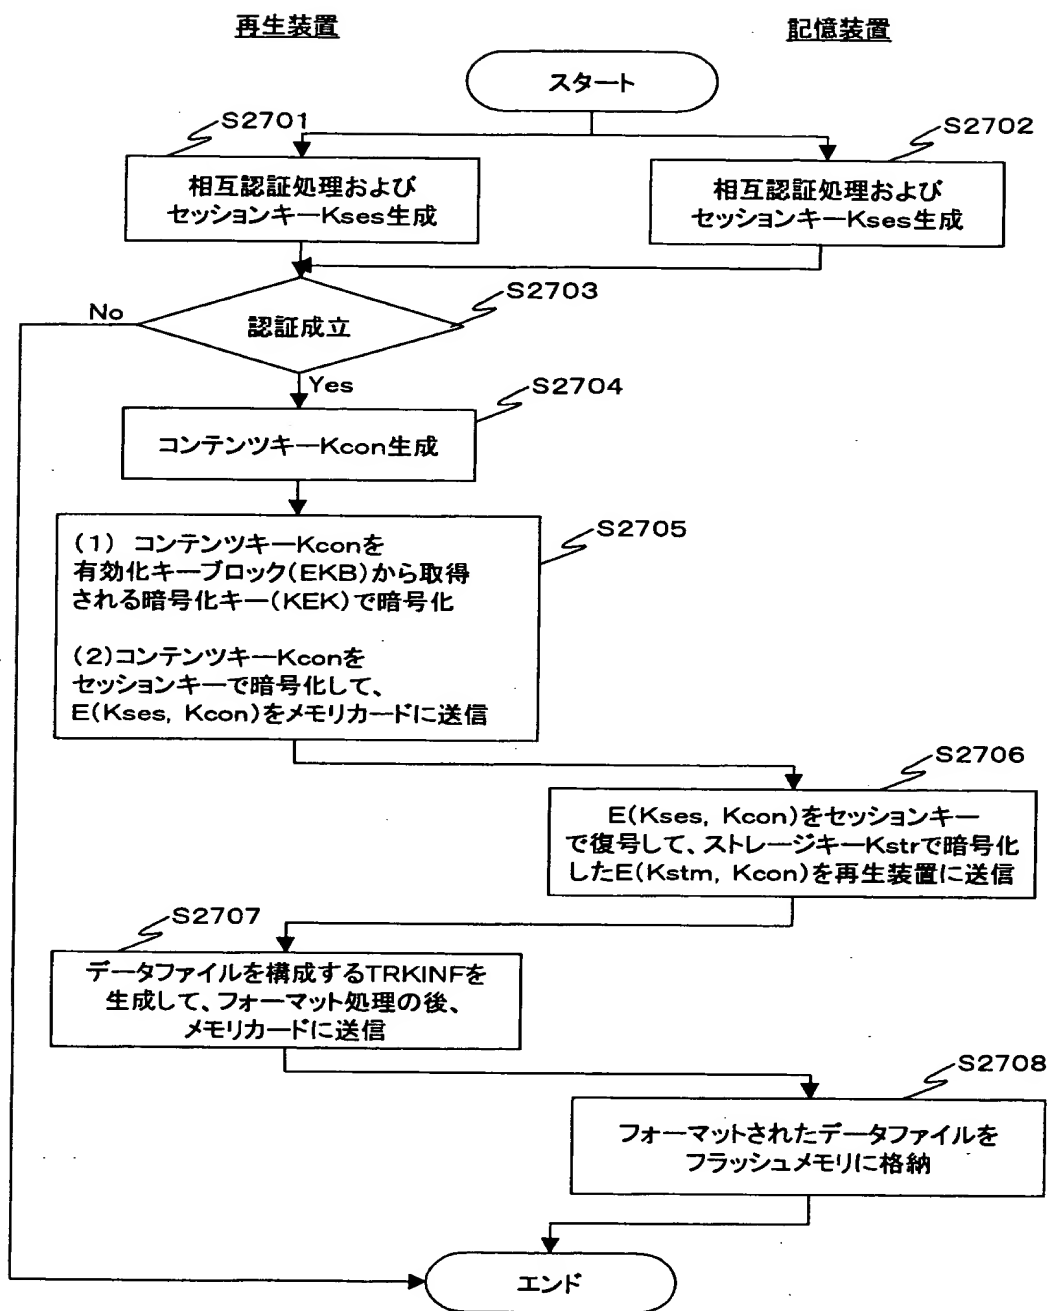 再生装置
記憶装置
スタート
S2701
S2702
相互認証処理および
セッションキーKses生成
相互認証処理および
セッションキーKses生成
S2703
No
認証成立
Yes
S2704
コンテンツキーKcon生成
S2705
(1) コンテンツキーKconを
有効化キーブロック(EKB)から取得
される暗号化キー(KEK)で暗号化
(2)コンテンツキーKconを
セッションキーで暗号化して、
E(Kses, Kcon)をメモリカードに送信
S2706
E(Kses, Kcon)をセッションキー
で復号して、ストレージキーKstrで暗号化
したE(Kstm, Kcon)を再生装置に送信
S2707
データファイルを構成するTRKINFを
生成して、フォーマット処理の後、
メモリカードに送信
S2708
フォーマットされたデータファイルを
フラッシュメモリに格納
エンド